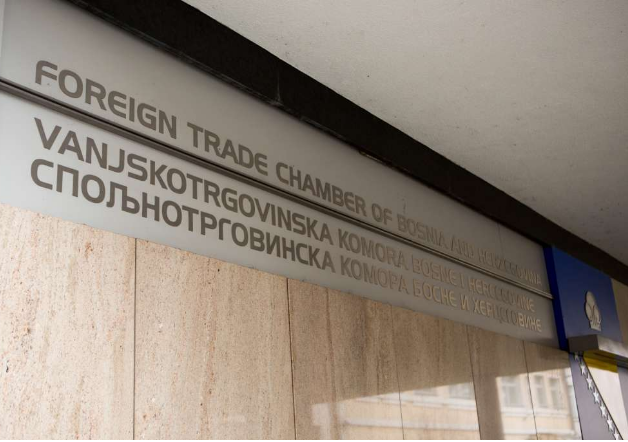 FOREIGN TRADE CHAMBER OF BOSNIA AND HERZEGOVINA
VANJSKOTRGOVINSKA KOMORA BOSNE I HERCEGOVINE
СПОЉНОТРГОВИНСКА КОМОРА БОСНЕ И ХЕРЦЕГОВИНЕ